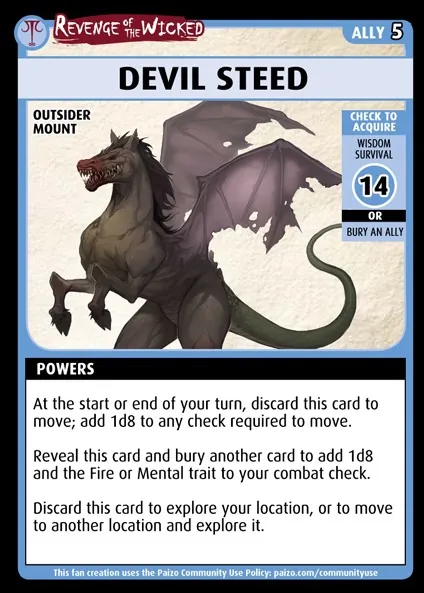 REVENGE OF THE WICKED
ALLY 5
DEVIL STEED
OUTSIDER
MOUNT
CHECK TO
ACQUIRE
WISDOM
SURVIVAL
14
OR
BURY AN ALLY
POWERS
At the start or end of your turn, discard this card to
move; add 1d8 to any check required to move.
Reveal this card and bury another card to add 1d8
and the Fire or Mental trait to your combat check.
Discard this card to explore your location, or to move
to another location and explore it.
This fan creation uses the Paizo Community Use Policy: paizo.com/communityuse